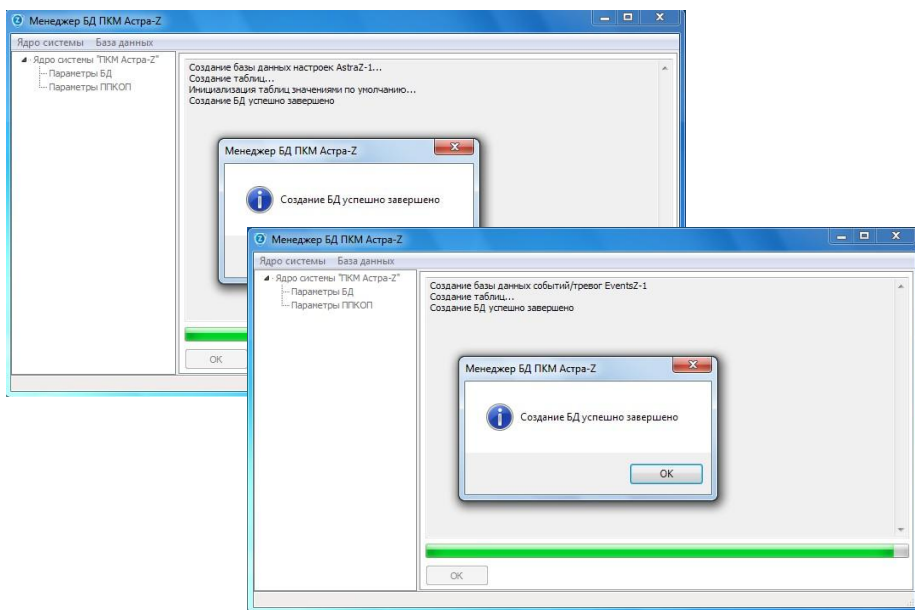 Менеджер БД ПКМ Астра-Z
Ядро системы База данных
Ядро системы "ПКМ Астра-Z"
Параметры БД
Параметры ППКОП
Создание базы данных настроек AstraZ-1...
Создание таблиц...
Инициализация таблиц значениями по умолчанию...
Создание БД успешно завершено
Менеджер БД ПКМ Астра-Z
Создание БД успешно завершено
OK
Менеджер БД ПКМ Астра-Z
Ядро системы База данных
Ядро системы "ПКМ Астра-Z"
Параметры БД
Параметры ППКОП
Создание базы данных событий/тревог EventsZ-1
Создание таблиц...
Создание БД успешно завершено
Менеджер БД ПКМ Астра-Z
Создание БД успешно завершено
OK
OK